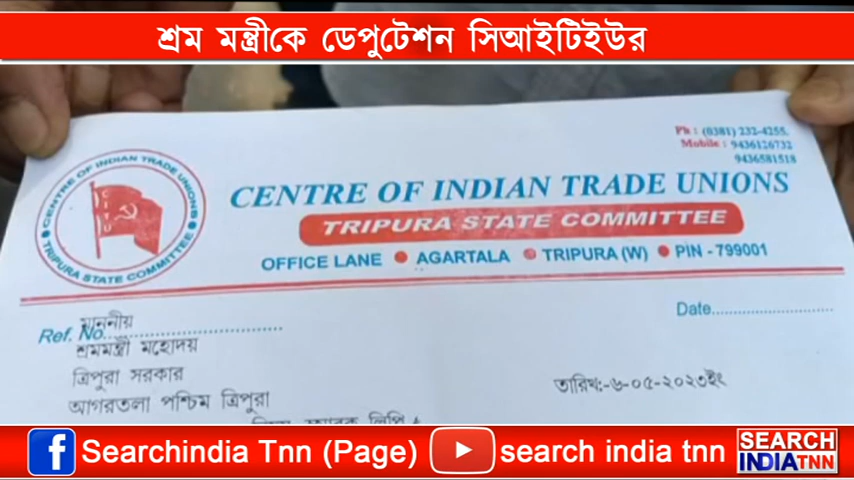 শ্রম মন্ত্রীকে ডেপুটেশন সিআইটিইউর
Ph : (0381) 232-4255,
Mobile : 9436126732
9436581518
CENTRE OF INDIAN TRADE UNIONS
TRIPURA STATE COMMITTEE
CITU
CENTRE OF INDIAN TRADE UNIONS
TRIPURA STATE COMMITTEE
OFFICE LANE ● AGARTALA ● TRIPURA (W) ● PIN - 799001
Date..............................
মাননীয়
Ref. No..........................................
শ্রমমন্ত্রী মহোদয়
ত্রিপুরা সরকার
তারিখ:-৬-০৫-২০২৩ইং
আগরতলা পশ্চিম ত্রিপুরা
Searchindia Tnn (Page)
search india tnn
SEARCH
INDIA TNN